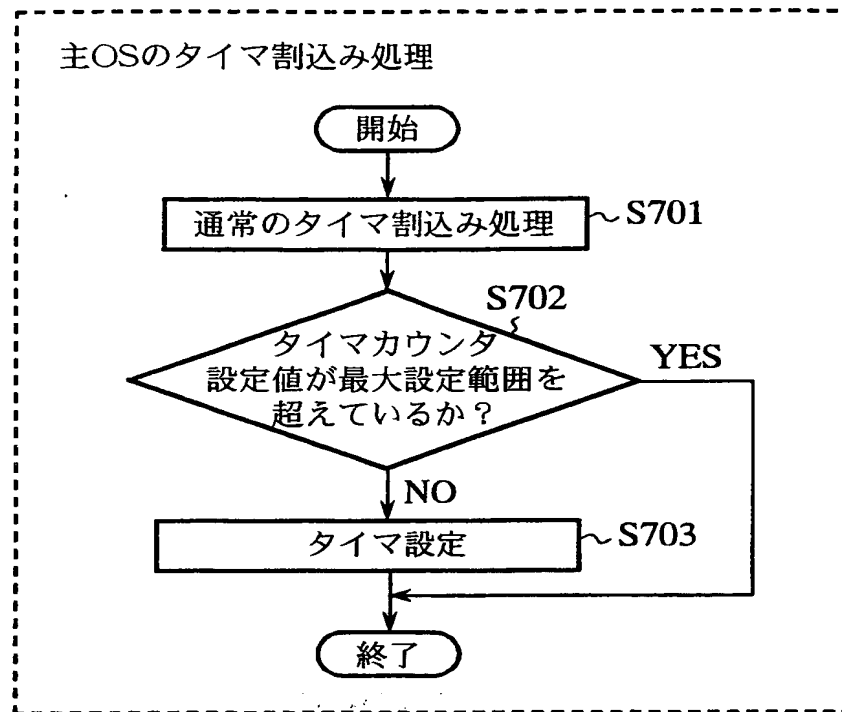 主OSのタイマ割込み処理
開始
通常のタイマ割込み処理
S701
S702
タイマカウンタ
設定値が最大設定範囲を
超えているか？
YES
NO
タイマ設定
S703
終了